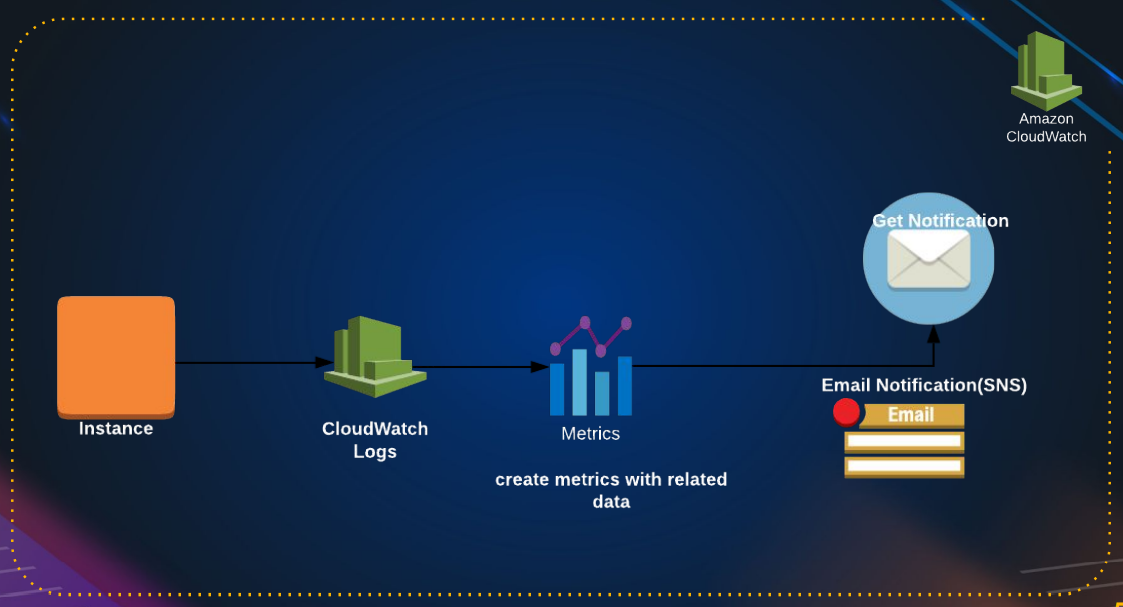 Amazon
CloudWatch
Get Notification
Instance
CloudWatch
Logs
Metrics
create metrics with related
data
Email Notification(SNS)
Email